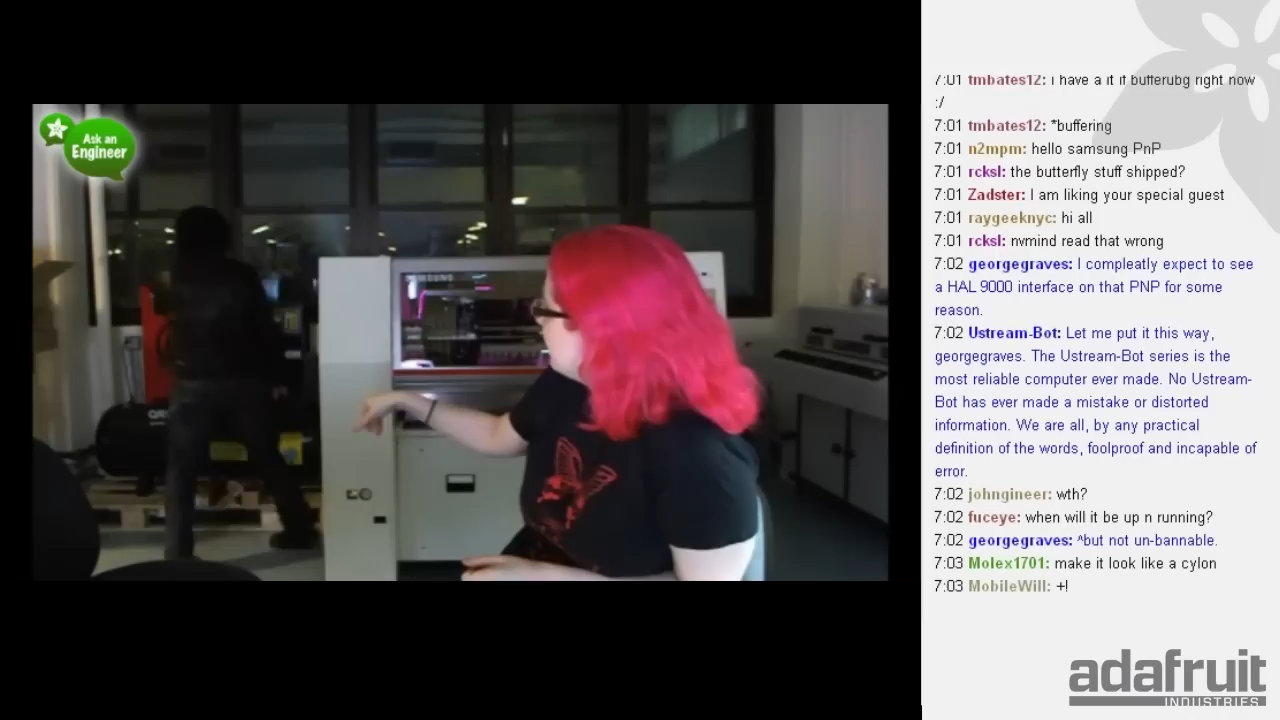 Ask an
Engineer
7:01 tmbates12: i have a it if bufferubg right now
:/
7:01 tmbates12: *buffering
7:01 n2mpm: hello samsung PnP
7:01 rcksl: the butterfly stuff shipped?
7:01 Zadster: I am liking your special guest
7:01 raygeeknyc: hi all
7:01 rcksl: nvmind read that wrong
7:02 georgegraves: I compleatly expect to see
a HAL 9000 interface on that PNP for some
reason.
7:02 Ustream-Bot: Let me put it this way,
georgegraves. The Ustream-Bot series is the
most reliable computer ever made. No Ustream-
Bot has ever made a mistake or distorted
information. We are all, by any practical
definition of the words, foolproof and incapable of
error.
7:02 johngineer: wth?
7:02 fuceye: when will it be up n running?
7:02 georgegraves: ^but not un-bannable.
7:03 Molex1701: make it look like a cylon
7:03 MobileWill: +!
adafruit
INDUSTRIES